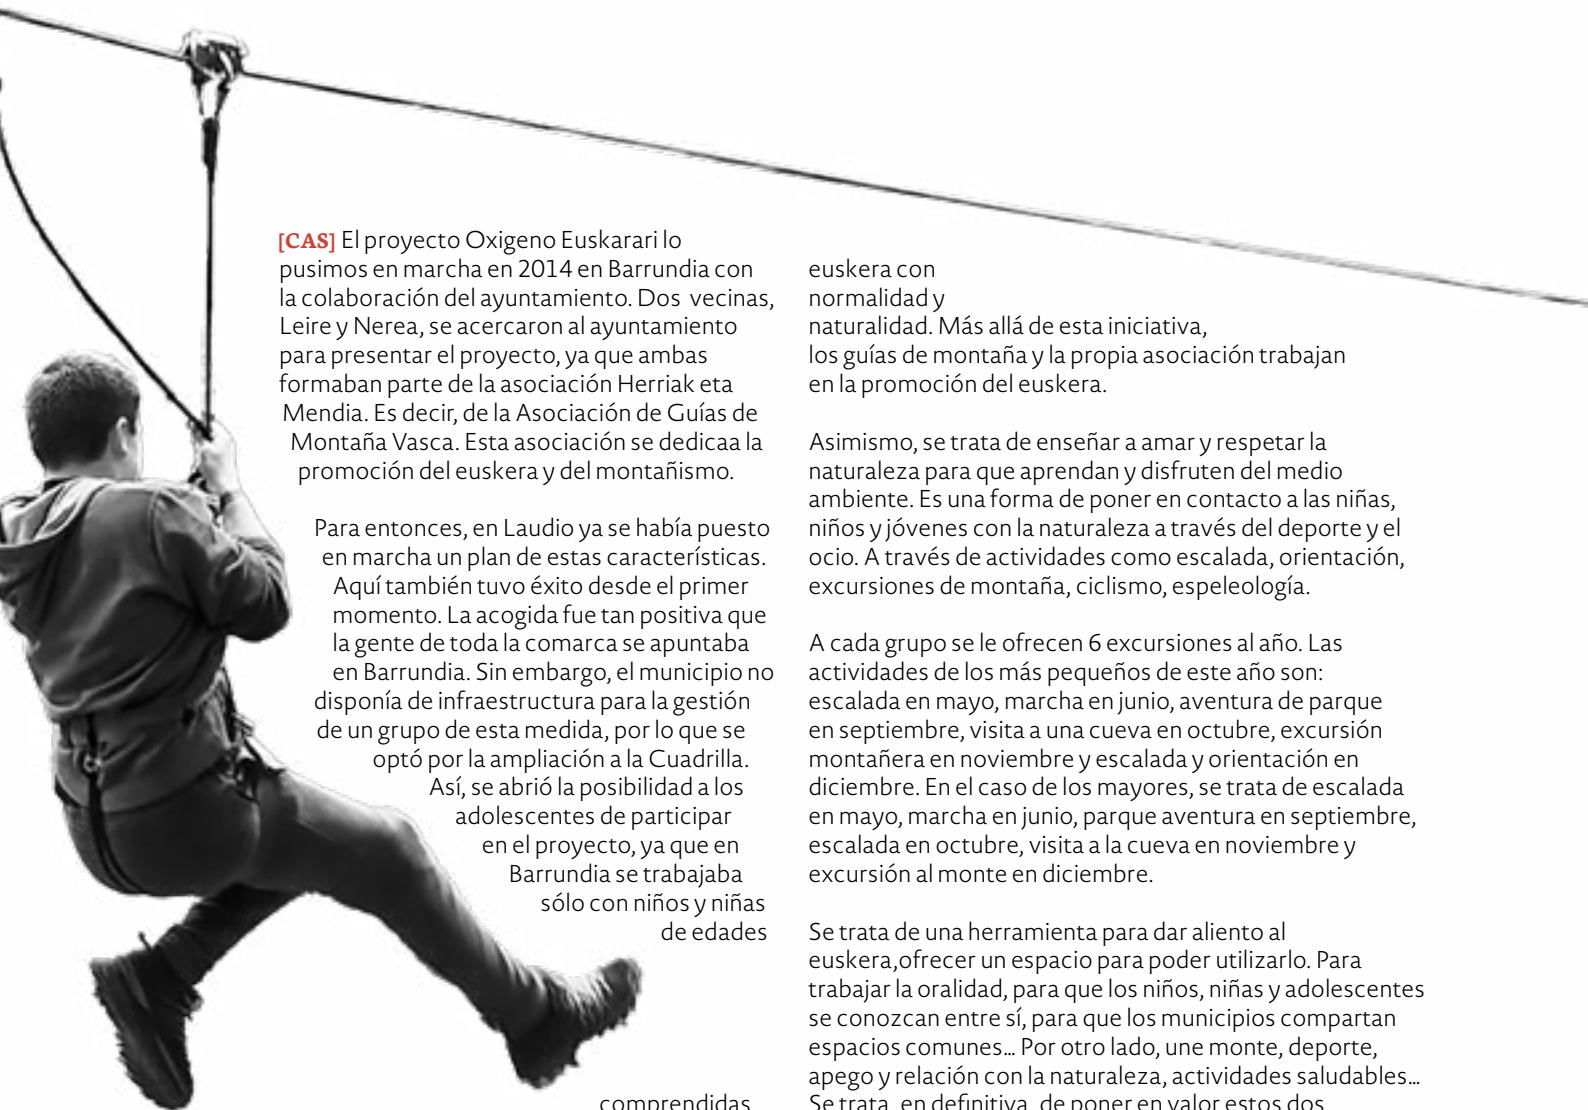 [CAS] El proyecto Oxigeno Euskarari lo
pusimos en marcha en 2014 en Barrundia con
la colaboración del ayuntamiento. Dos vecinas,
Leire y Nerea, se acercaron al ayuntamiento
para presentar el proyecto, ya que ambas
formaban parte de la asociación Herriak eta
Mendia. Es decir, de la Asociación de Guías de
Montaña Vasca. Esta asociación se dedicaa la
promoción del euskera y del montañismo.
Para entonces, en Laudio ya se había puesto
en marcha un plan de estas características.
Aquí también tuvo éxito desde el primer
momento. La acogida fue tan positiva que
la gente de toda la comarca se apuntaba
en Barrundia. Sin embargo, el municipio no
disponía de infraestructura para la gestión
de un grupo de esta medida, por lo que se
optó por la ampliación a la Cuadrilla.
Así, se abrió la posibilidad a los
adolescentes de participar
en el proyecto, ya que en
Barrundia se trabajaba
sólo con niños y niñas
de edades
comprendidas
euskera con
normalidad y
naturalidad. Más allá de esta iniciativa,
los guías de montaña y la propia asociación trabajan
en la promoción del euskera.
Asimismo, se trata de enseñar a amar y respetar la
naturaleza para que aprendan y disfruten del medio
ambiente. Es una forma de poner en contacto a las niñas,
niños y jóvenes con la naturaleza a través del deporte y el
ocio. A través de actividades como escalada, orientación,
excursiones de montaña, ciclismo, espeleología.
A cada grupo se le ofrecen 6 excursiones al año. Las
actividades de los más pequeños de este año son:
escalada en mayo, marcha en junio, aventura de parque
en septiembre, visita a una cueva en octubre, excursión
montañera en noviembre y escalada y orientación en
diciembre. En el caso de los mayores, se trata de escalada
en mayo, marcha en junio, parque aventura en septiembre,
escalada en octubre, visita a la cueva en noviembre y
excursión al monte en diciembre.
Se trata de una herramienta para dar aliento al
euskera,ofrecer un espacio para poder utilizarlo. Para
trabajar la oralidad, para que los niños, niñas y adolescentes
se conozcan entre sí, para que los municipios compartan
espacios comunes... Por otro lado, une monte, deporte,
apego y relación con la naturaleza, actividades saludables...
Se trata, en definitiva, de poner en valor estos dos